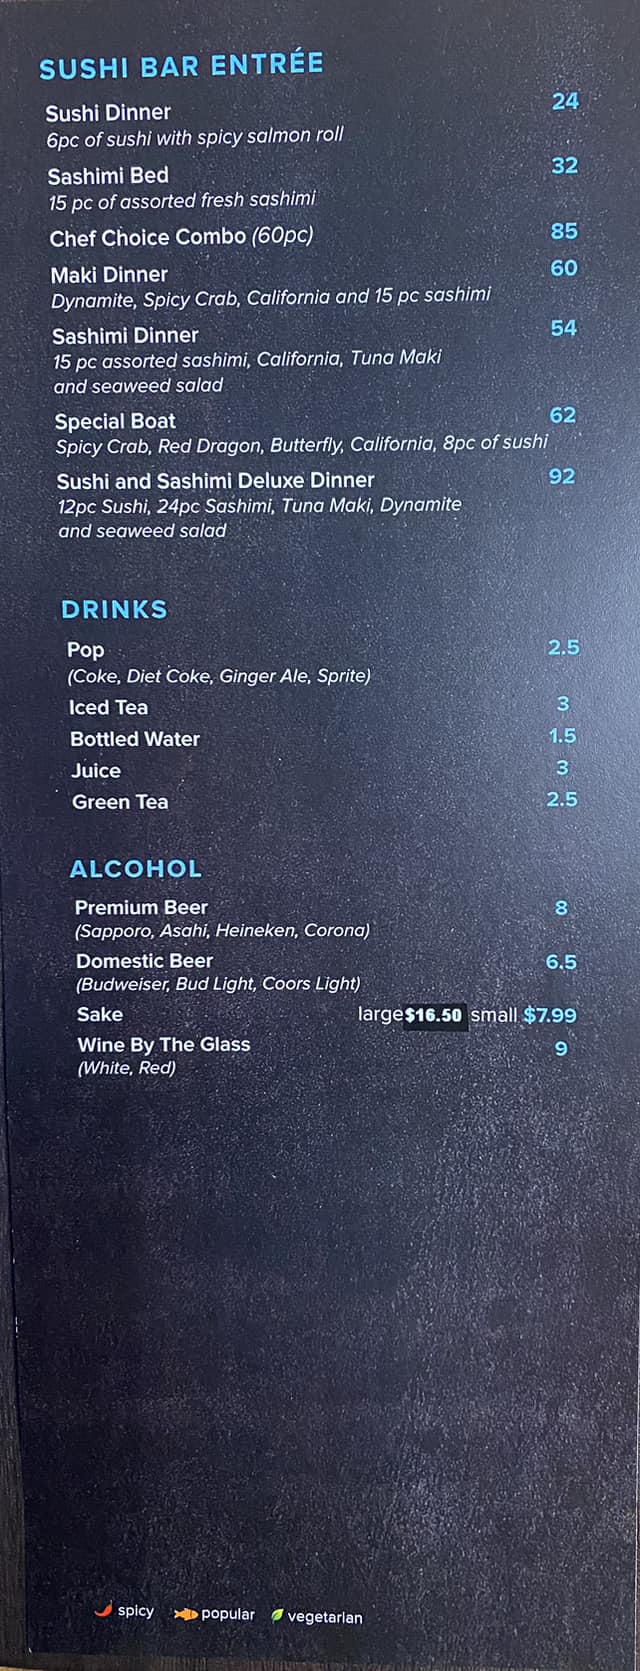 SUSHI BAR ENTRÉE
Sushi Dinner 24
6pc of sushi with spicy salmon roll
Sashimi Bed 32
15 pc of assorted fresh sashimi
Chef Choice Combo (60pc) 85
Maki Dinner 60
Dynamite, Spicy Crab, California and 15 pc sashimi
Sashimi Dinner 54
15 pc assorted sashimi, California, Tuna Maki
and seaweed salad
Special Boat 62
Spicy Crab, Red Dragon, Butterfly, California, 8pc of sushi
Sushi and Sashimi Deluxe Dinner 92
12pc Sushi, 24pc Sashimi, Tuna Maki, Dynamite
and seaweed salad
DRINKS
Pop 2.5
(Coke, Diet Coke, Ginger Ale, Sprite)
Iced Tea 3
Bottled Water 1.5
Juice 3
Green Tea 2.5
ALCOHOL
Premium Beer 8
(Sapporo, Asahi, Heineken, Corona)
Domestic Beer 6.5
(Budweiser, Bud Light, Coors Light)
Sake large $16.50 small $7.99
Wine By The Glass 9
(White, Red)
spicy popular vegetarian